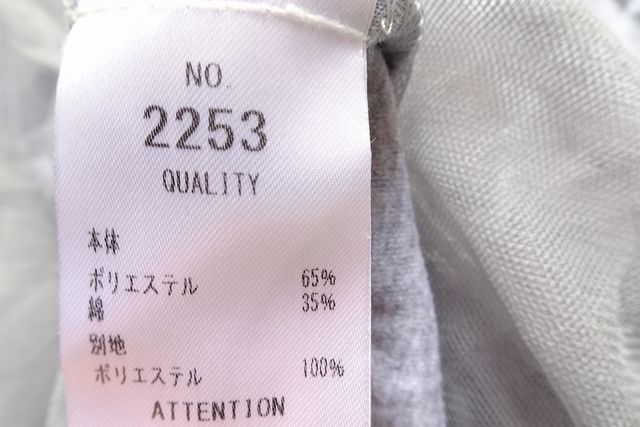 NO.
2253
QUALITY
本体
ポリエステル 65%
綿 35%
別地
ポリエステル 100%
ATTENTION